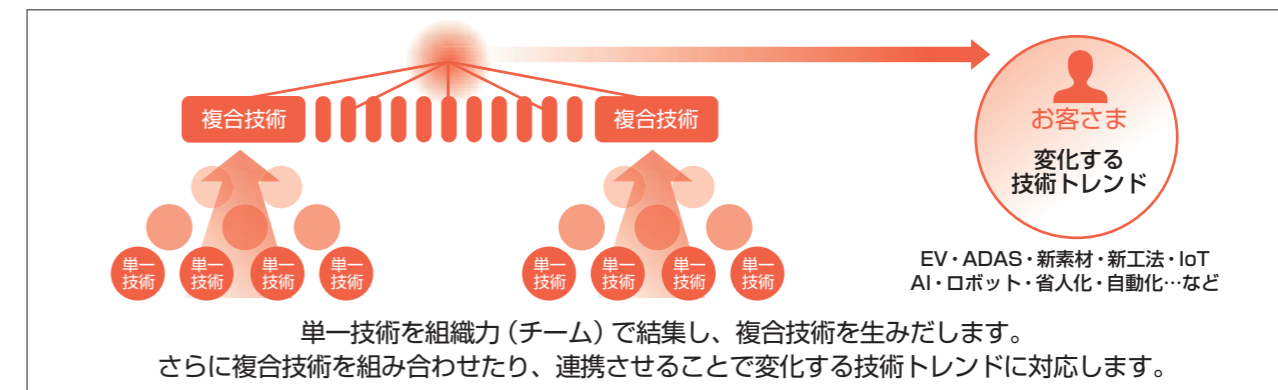 複合技術
複合技術
お客さま
変化する
技術トレンド
単一
技術
単一
技術
単一
技術
単一
技術
単一
技術
単一
技術
単一
技術
単一
技術
EV・ADAS・新素材・新工法・IoT
AI・ロボット・省人化・自動化…など
単一技術を組織力（チーム）で結集し、複合技術を生みだします。
さらに複合技術を組み合わせたり、連携させることで変化する技術トレンドに対応します。